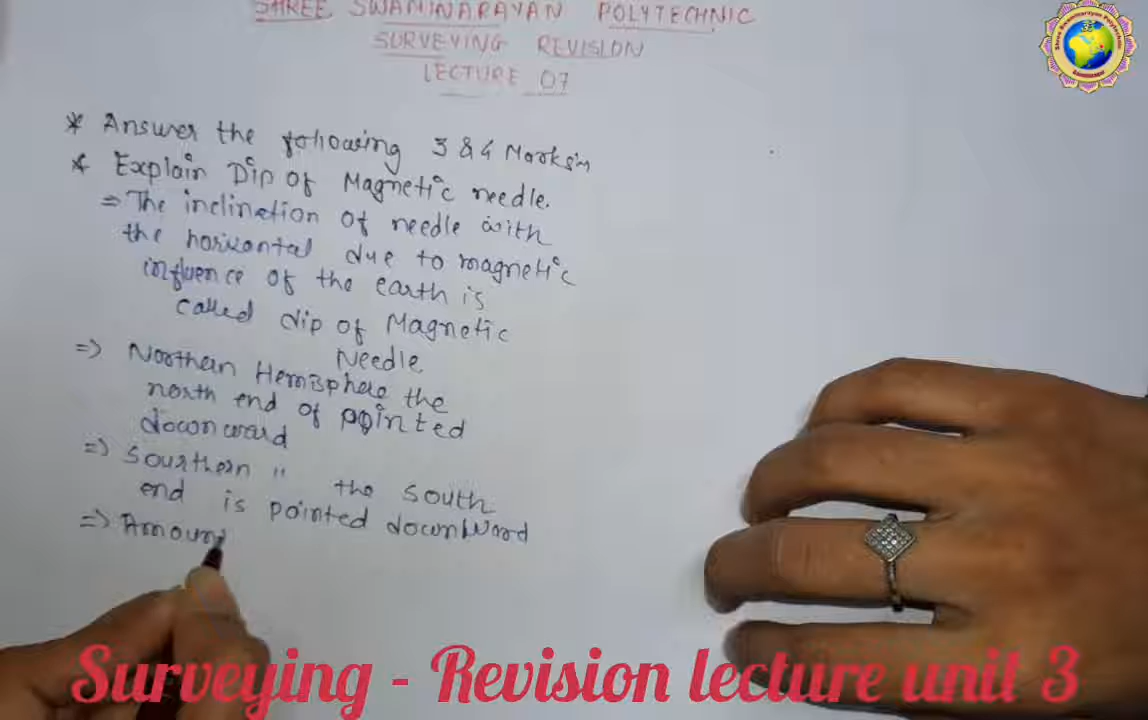 SHREE SWAMINARAYAN POLYTECHNIC
SURVEYING REVISION
LECTURE 07
* Answer the following 3 & 4 Marks:-
* Explain Dip of Magnetic needle.
⇒ The inclination of needle with
the horizontal due to magnetic
influence of the earth is
called dip of Magnetic
Needle
⇒ Northern Hemisphere the
north end of pointed
downward
⇒ Sourthern " the south
end is pointed downward
⇒ Amount
Surveying - Revision lecture unit 3